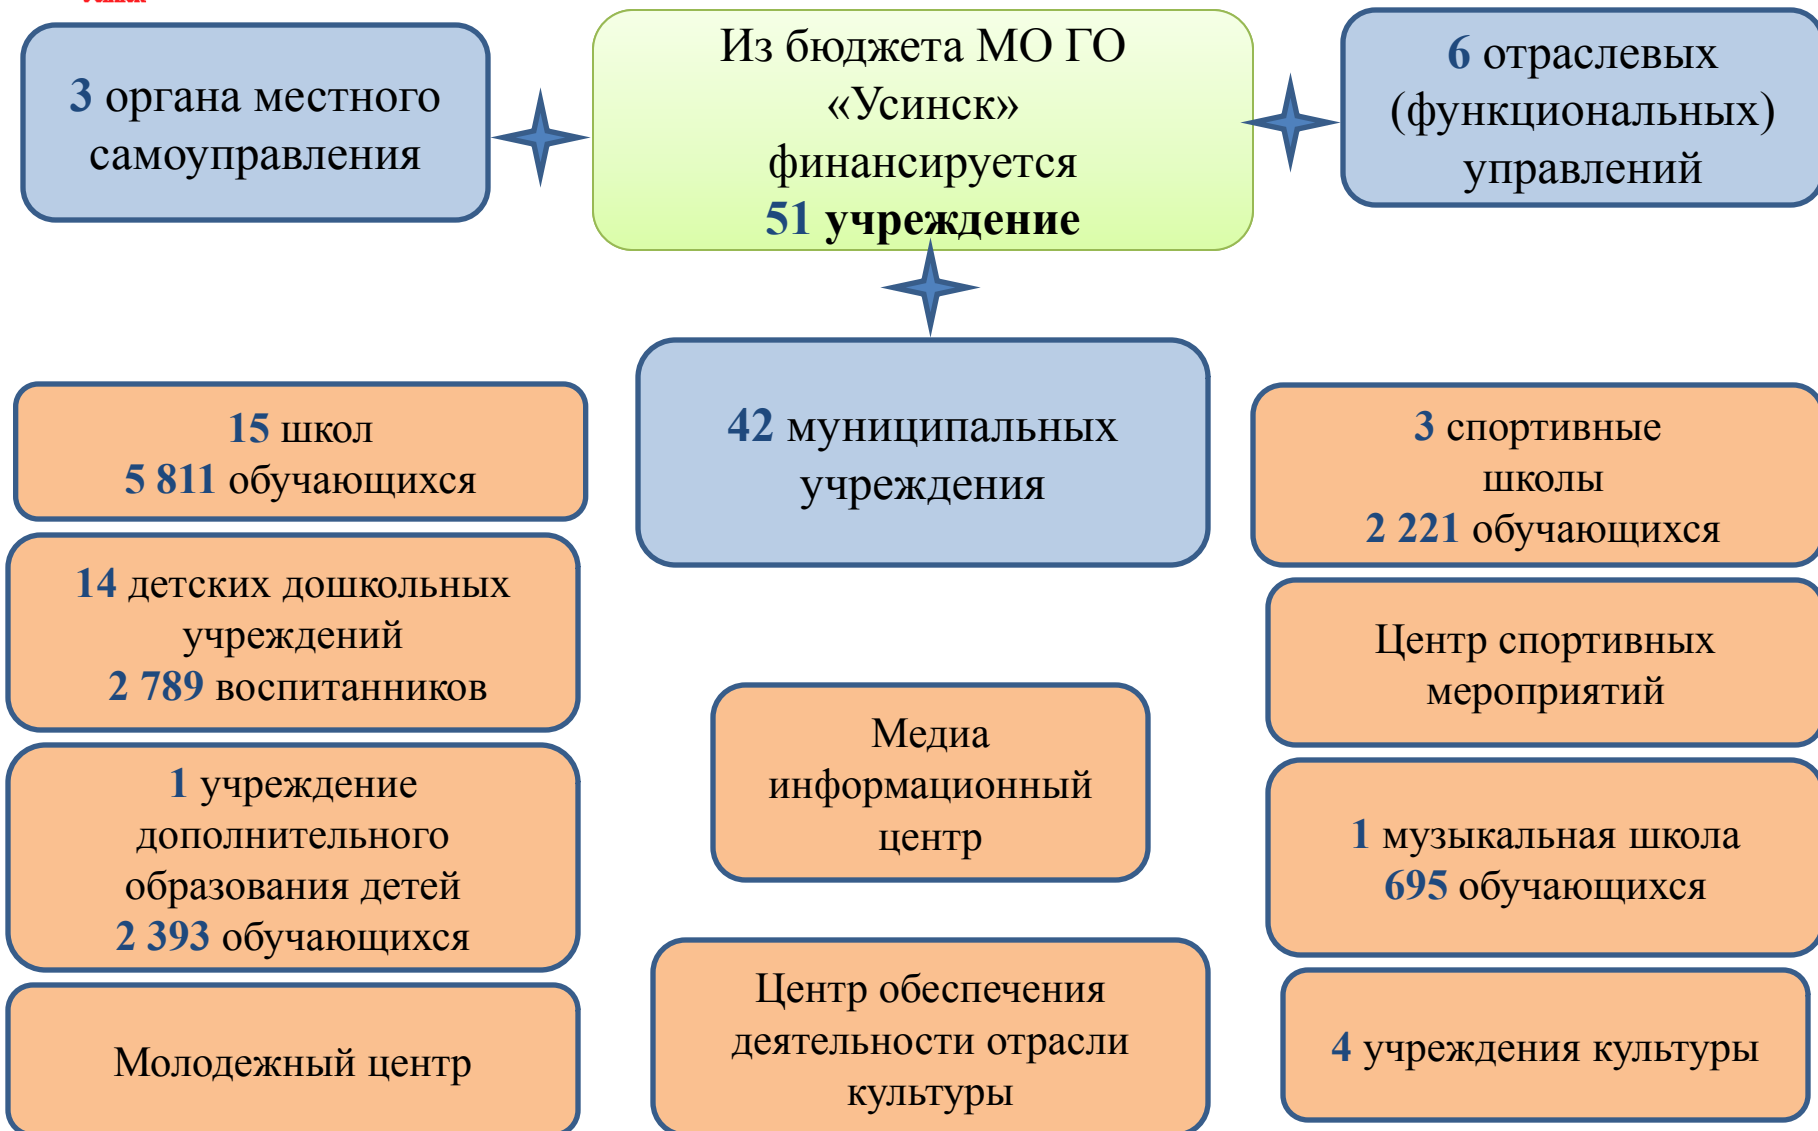 3 органа местного
самоуправления
Из бюджета МО ГО
«Усинск»
финансируется
51 учреждение
6 отраслевых
(функциональных)
управлений
42 муниципальных
учреждения
15 школ
5 811 обучающихся
14 детских дошкольных
учреждений
2 789 воспитанников
1 учреждение
дополнительного
образования детей
2 393 обучающихся
Молодежный центр
Медиа
информационный
центр
Центр обеспечения
деятельности отрасли
культуры
3 спортивные
школы
2 221 обучающихся
Центр спортивных
мероприятий
1 музыкальная школа
695 обучающихся
4 учреждения культуры